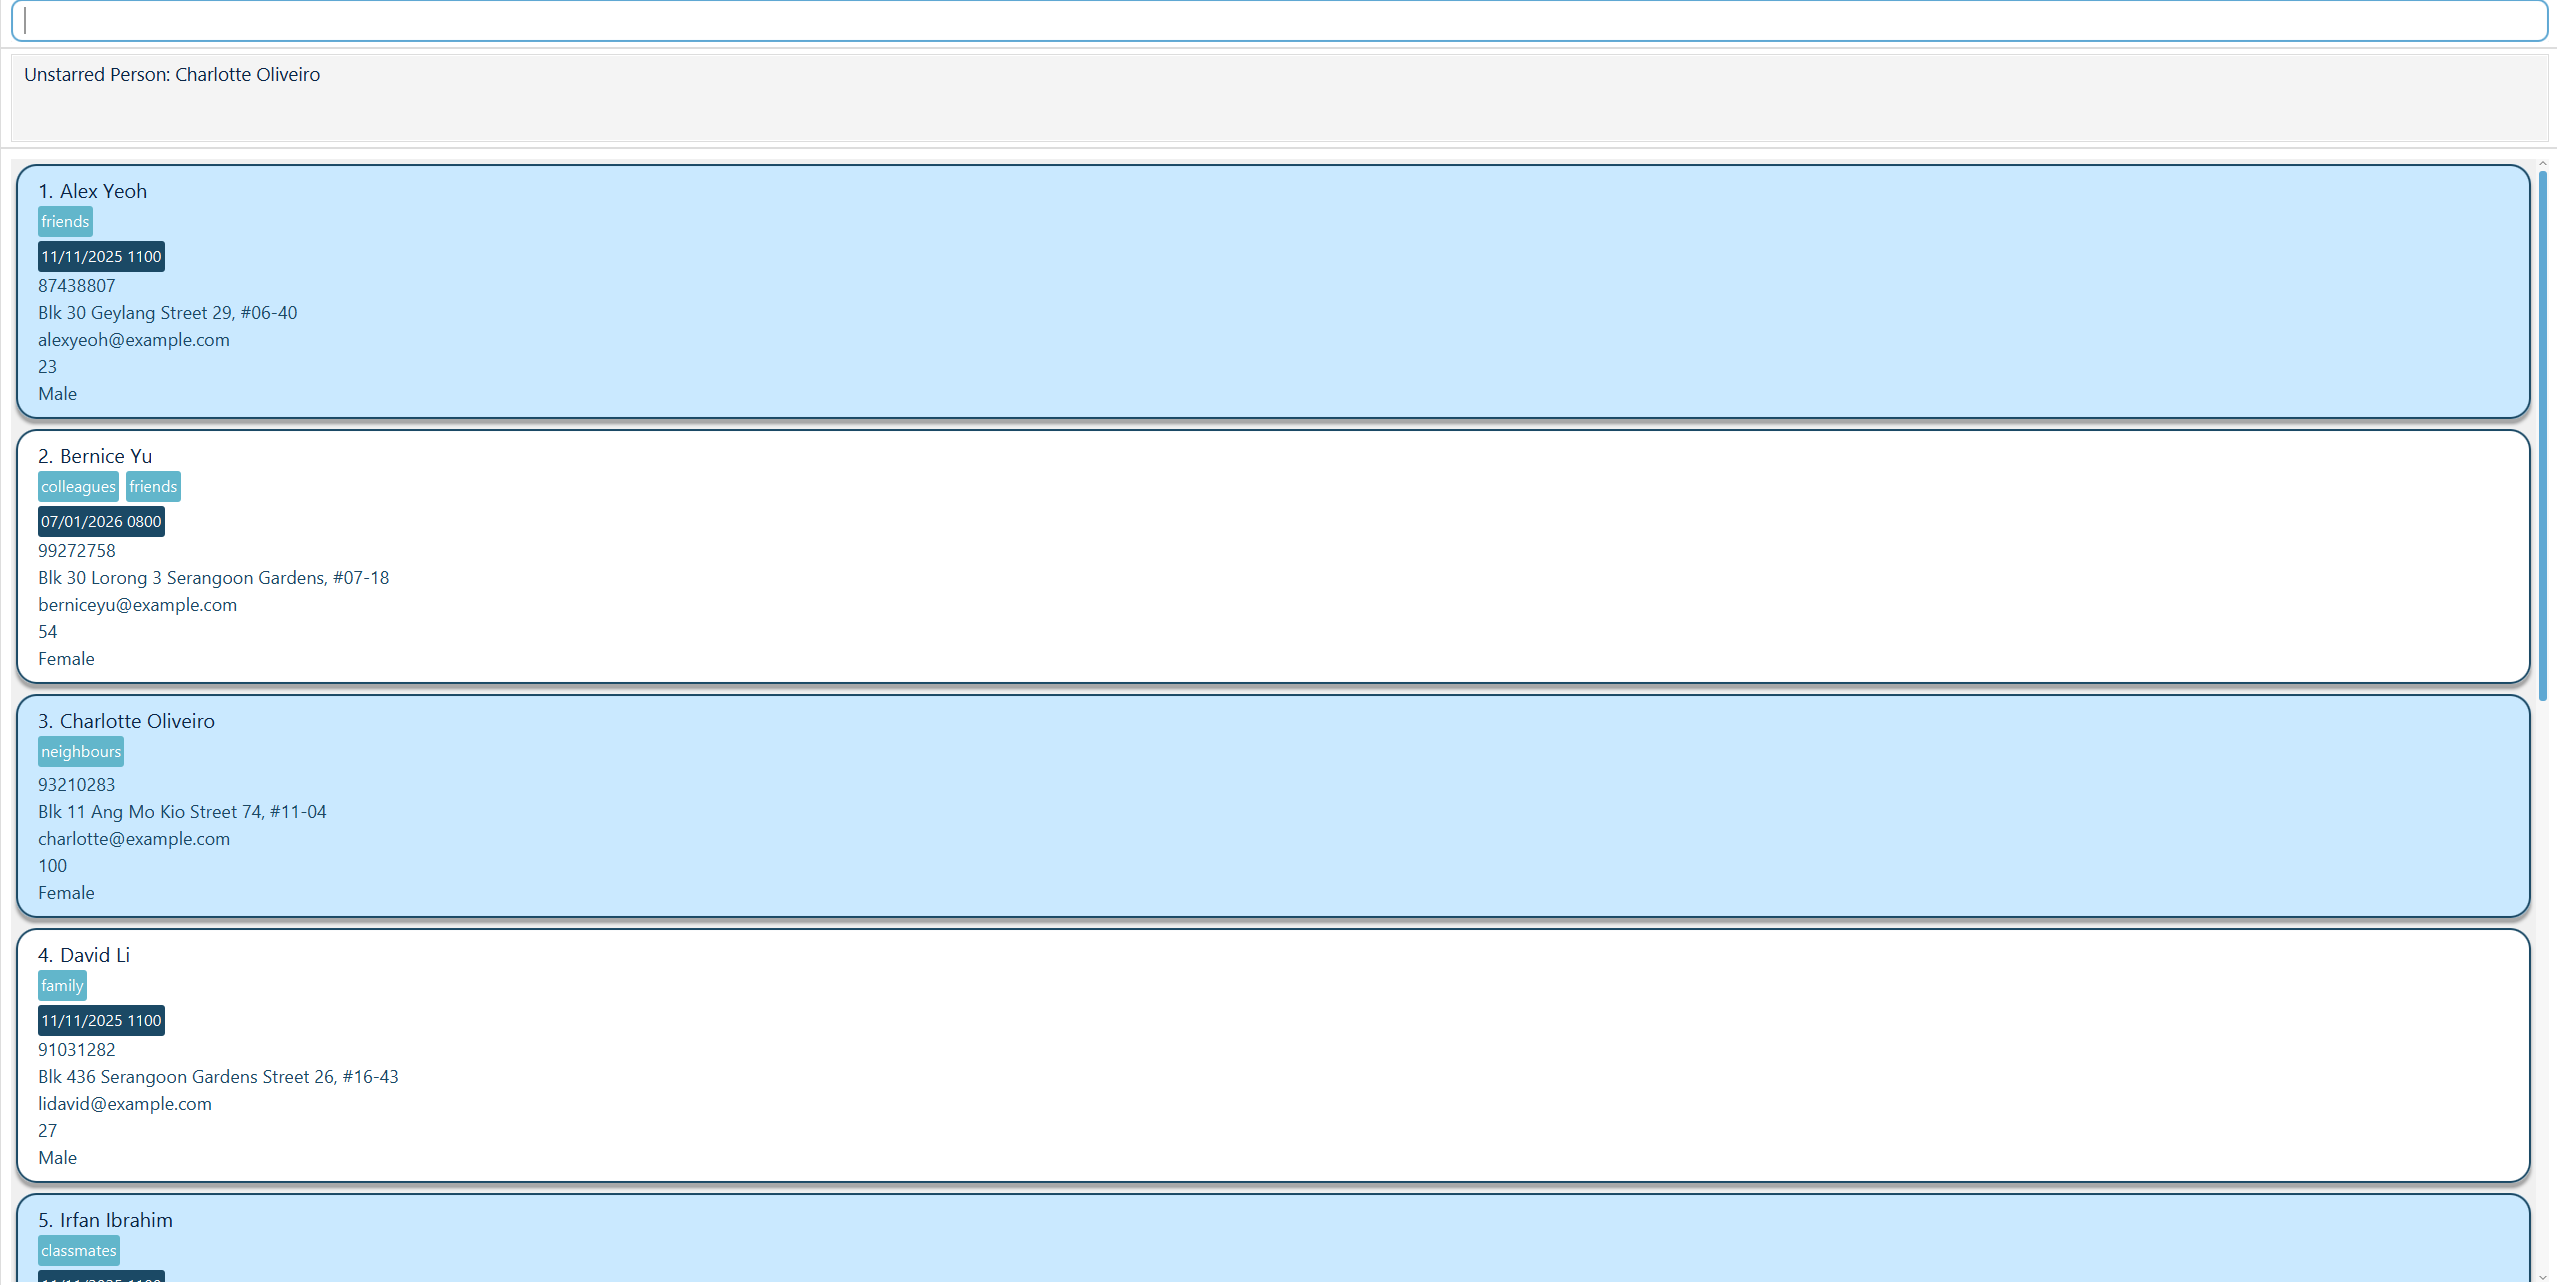 Unstarred Person: Charlotte Oliveiro
1. Alex Yeoh
friends
11/11/2025 1100
87438807
Blk 30 Geylang Street 29, #06-40
alexyeoh@example.com
23
Male
2. Bernice Yu
colleagues friends
07/01/2026 0800
99272758
Blk 30 Lorong 3 Serangoon Gardens, #07-18
berniceyu@example.com
54
Female
3. Charlotte Oliveiro
neighbours
93210283
Blk 11 Ang Mo Kio Street 74, #11-04
charlotte@example.com
100
Female
4. David Li
family
11/11/2025 1100
91031282
Blk 436 Serangoon Gardens Street 26, #16-43
lidavid@example.com
27
Male
5. Irfan Ibrahim
classmates